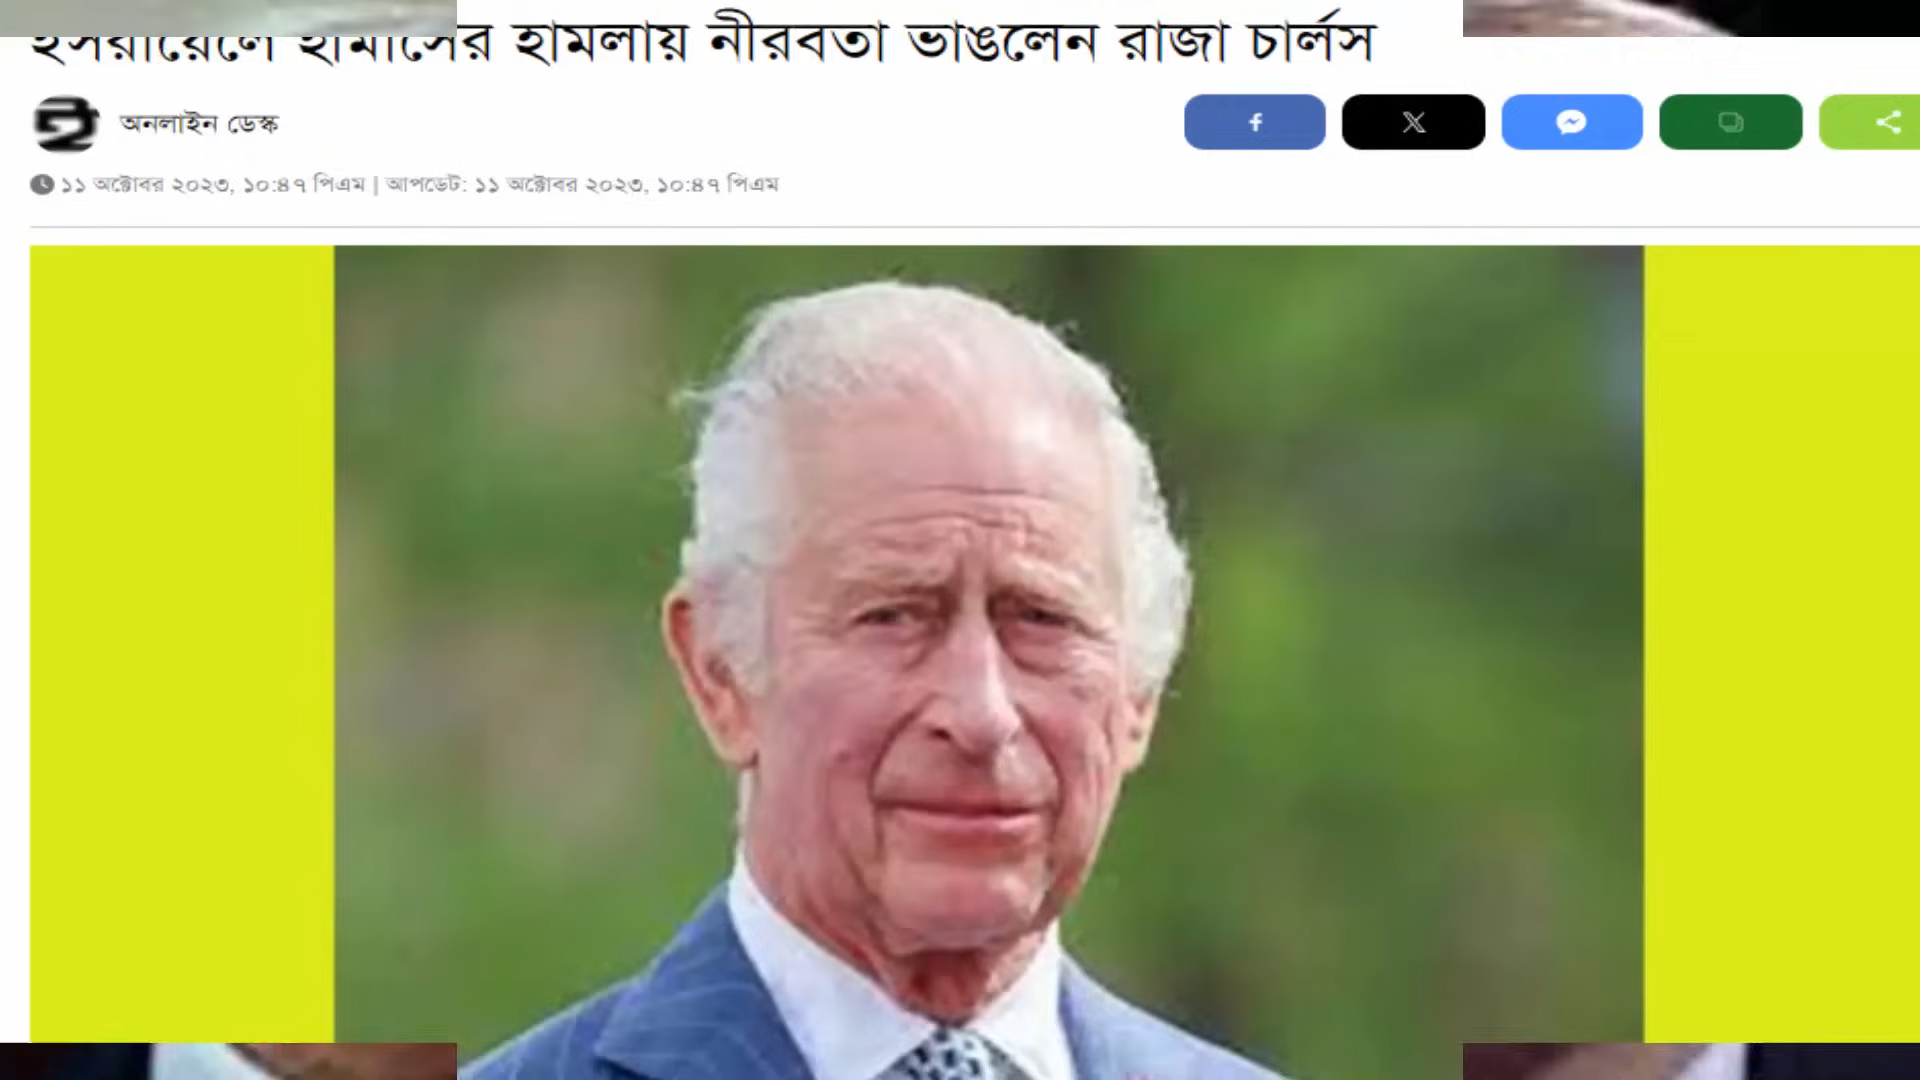 ইসরায়েলে হামাসের হামলায় নীরবতা ভাঙলেন রাজা চার্লস
অনলাইন ডেস্ক
১১ অক্টোবর ২০২৩, ১০:৪৭ পিএম | আপডেট: ১১ অক্টোবর ২০২৩, ১০:৪৭ পিএম